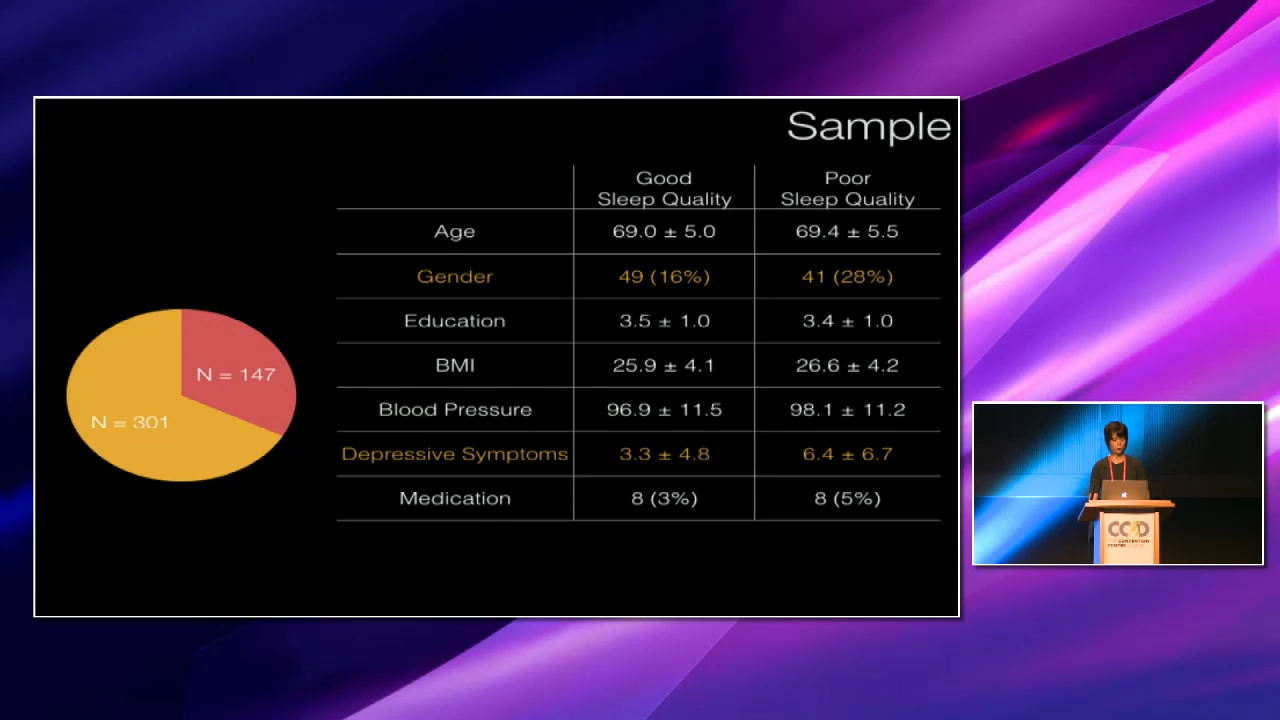 Sample
Good
Sleep Quality
Poor
Sleep Quality
Age 69.0 ± 5.0 69.4 ± 5.5
Gender 49 (16%) 41 (28%)
Education 3.5 ± 1.0 3.4 ± 1.0
BMI 25.9 ± 4.1 26.6 ± 4.2
Blood Pressure 96.9 ± 11.5 98.1 ± 11.2
Depressive Symptoms 3.3 ± 4.8 6.4 ± 6.7
Medication 8 (3%) 8 (5%)
N = 147
N = 301
CONVENTION